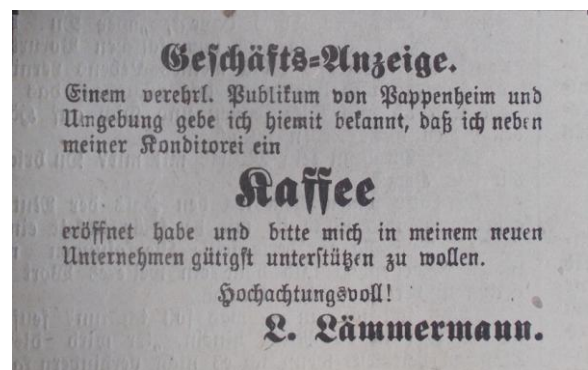 Geschäfts-Anzeige.
Einem verehrl. Publikum von Pappenheim und
Umgebung gebe ich hiemit bekannt, daß ich neben
meiner Konditorei ein
Kaffee
eröffnet habe und bitte mich in meinem neuen
Unternehmen gütigst unterstützen zu wollen.
Hochachtungsvoll!
L. Lämmermann.